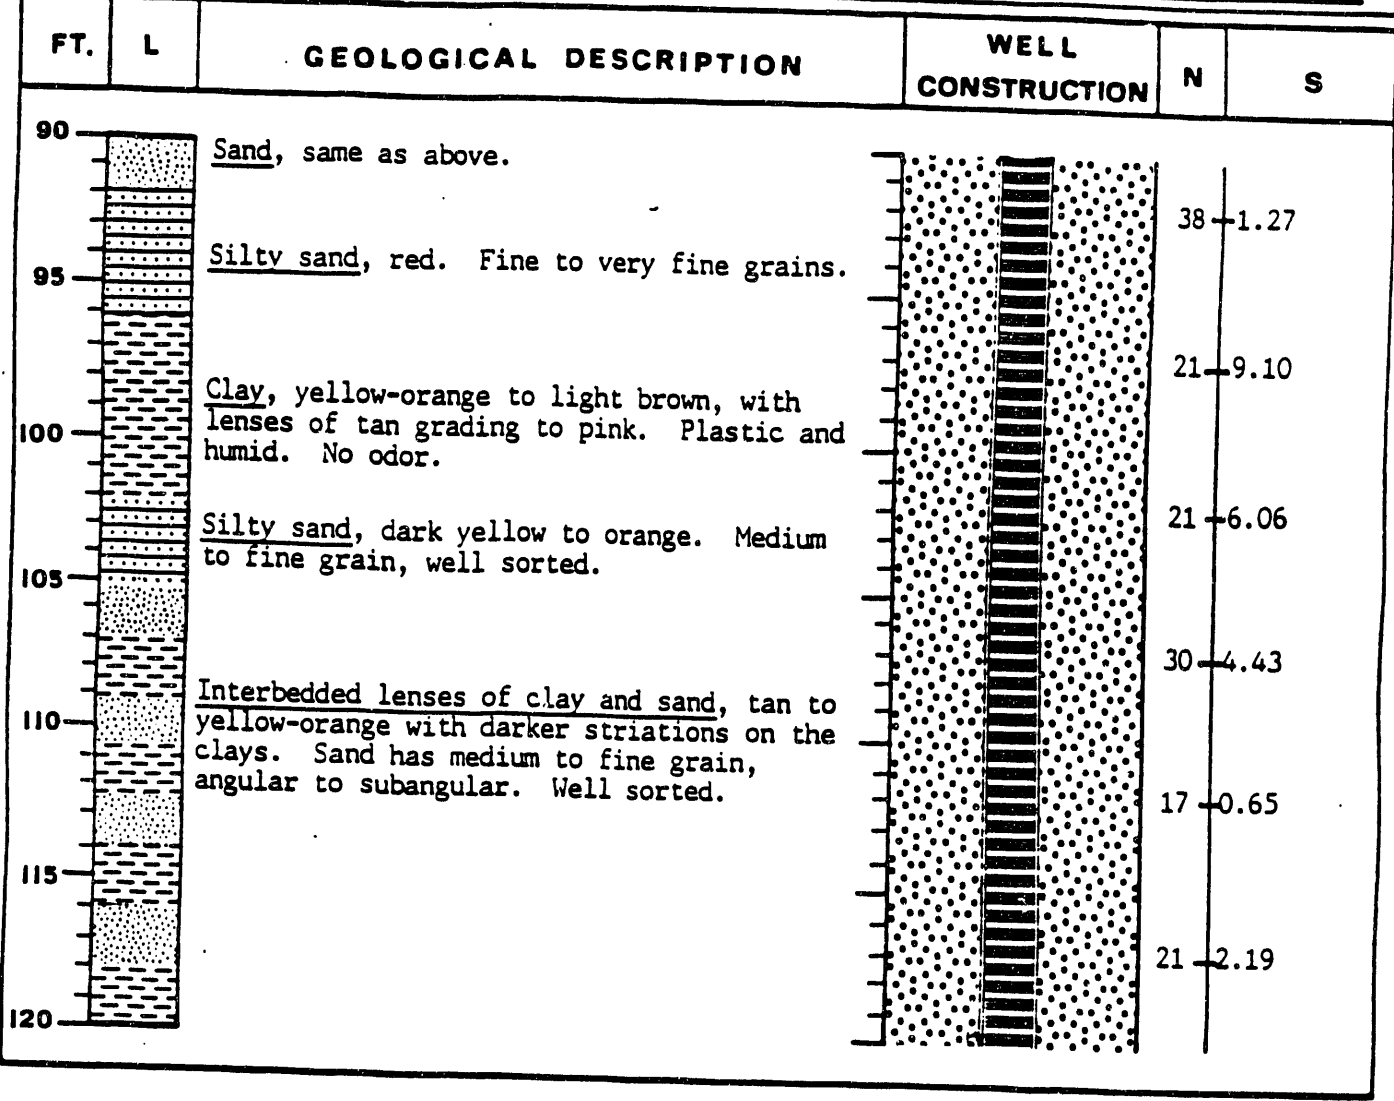 FT. L GEOLOGICAL DESCRIPTION WELL CONSTRUCTION N S
90
Sand, same as above.
38 1.27
Silty sand, red. Fine to very fine grains.
95
21 9.10
Clay, yellow-orange to light brown, with
lenses of tan grading to pink. Plastic and
100
humid. No odor.
21 6.06
Silty sand, dark yellow to orange. Medium
to fine grain, well sorted.
105
30 4.43
Interbedded lenses of clay and sand, tan to
110
yellow-orange with darker striations on the
clays. Sand has medium to fine grain,
angular to subangular. Well sorted.
17 0.65
115
21 2.19
120